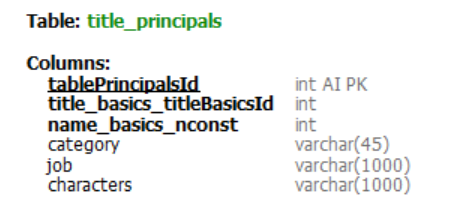 Table: title_principals
Columns:
tablePrincipalsId int AI PK
title_basics_titleBasicsId int
name_basics_nconst int
category varchar(45)
job varchar(1000)
characters varchar(1000)